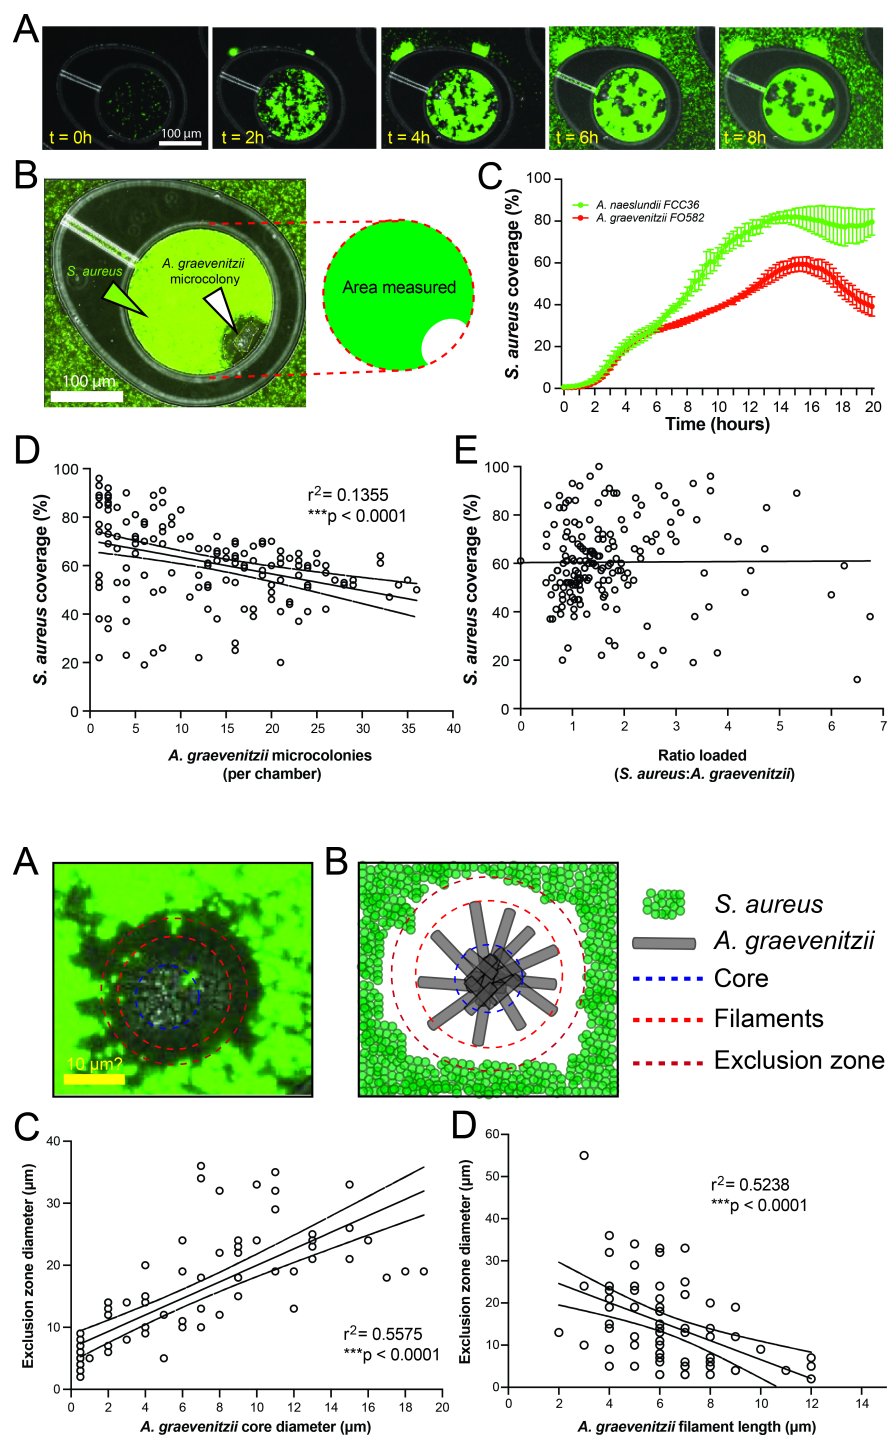 A
t = 0h
100 µm
t = 2h
t = 4h
t = 6h
t = 8h
B
S. aureus
A. graevenitzii
microcolony
100 µm
Area measured
C
S. aureus coverage (%)
100
80
60
40
20
0
A. naeslundii FCC36
A. graevenitzii FO582
0 2 4 6 8 10 12 14 16 18 20
Time (hours)
D
S. aureus coverage (%)
100
80
60
40
20
0
r2= 0.1355
***p < 0.0001
0 5 10 15 20 25 30 35 40
A. graevenitzii microcolonies
(per chamber)
E
S. aureus coverage (%)
100
80
60
40
20
0
0 1 2 3 4 5 6 7
Ratio loaded
(S. aureus:A. graevenitzii)
A
10 µm?
B
S. aureus
A. graevenitzii
Core
Filaments
Exclusion zone
C
Exclusion zone diameter (µm)
40
30
20
10
0
r2= 0.5575
***p < 0.0001
0 2 4 6 8 10 12 14 16 18 20
A. graevenitzii core diameter (µm)
D
Exclusion zone diameter (µm)
60
50
40
30
20
10
0
r2= 0.5238
***p < 0.0001
0 2 4 6 8 10 12 14
A. graevenitzii filament length (µm)